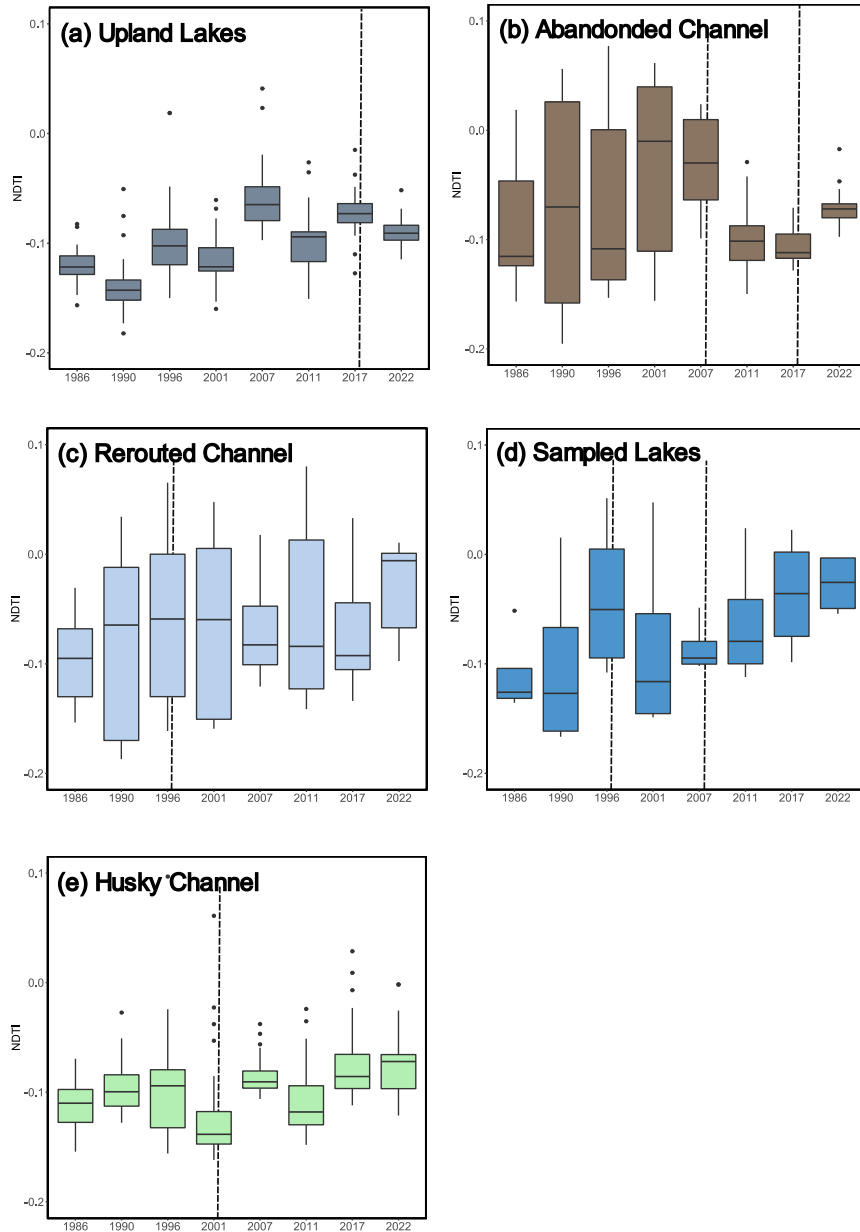 (a) Upland Lakes
0.1
0.0
-0.1
-0.2
NDTI
1986 1990 1996 2001 2007 2011 2017 2022
(b) Abandonded Channel
0.1
0.0
-0.1
-0.2
NDTI
1986 1990 1996 2001 2007 2011 2017 2022
(c) Rerouted Channel
0.1
0.0
-0.1
-0.2
NDTI
1986 1990 1996 2001 2007 2011 2017 2022
(d) Sampled Lakes
0.1
0.0
-0.1
-0.2
NDTI
1986 1990 1996 2001 2007 2011 2017 2022
(e) Husky Channel
0.1
0.0
-0.1
-0.2
NDTI
1986 1990 1996 2001 2007 2011 2017 2022